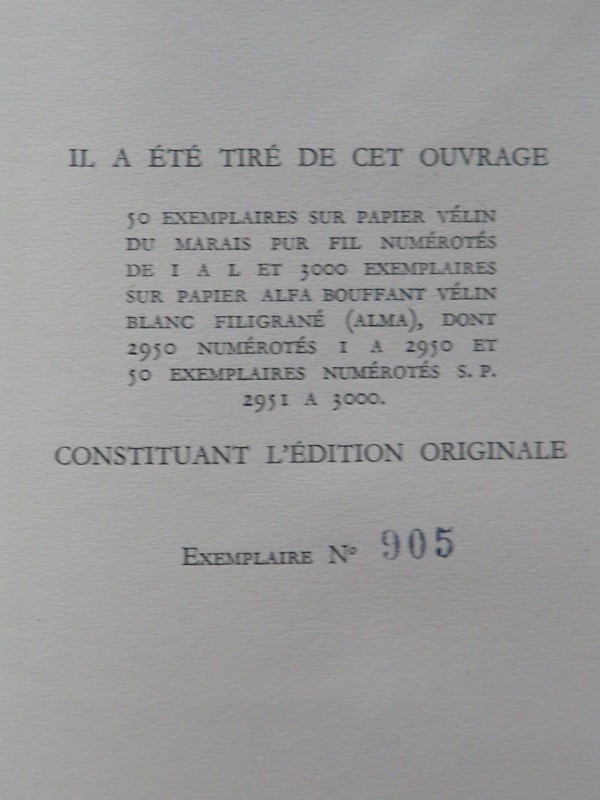 IL A ÉTÉ TIRÉ DE CET OUVRAGE
50 EXEMPLAIRES SUR PAPIER VÉLIN
DU MARAIS PUR FIL NUMÉROTÉS
DE I A L ET 3000 EXEMPLAIRES
SUR PAPIER ALFA BOUFFANT VÉLIN
BLANC FILIGRANÉ (ALMA), DONT
2950 NUMÉROTÉS I A 2950 ET
50 EXEMPLAIRES NUMÉROTÉS S. P.
2951 A 3000.
CONSTITUANT L'ÉDITION ORIGINALE
EXEMPLAIRE Nº 905